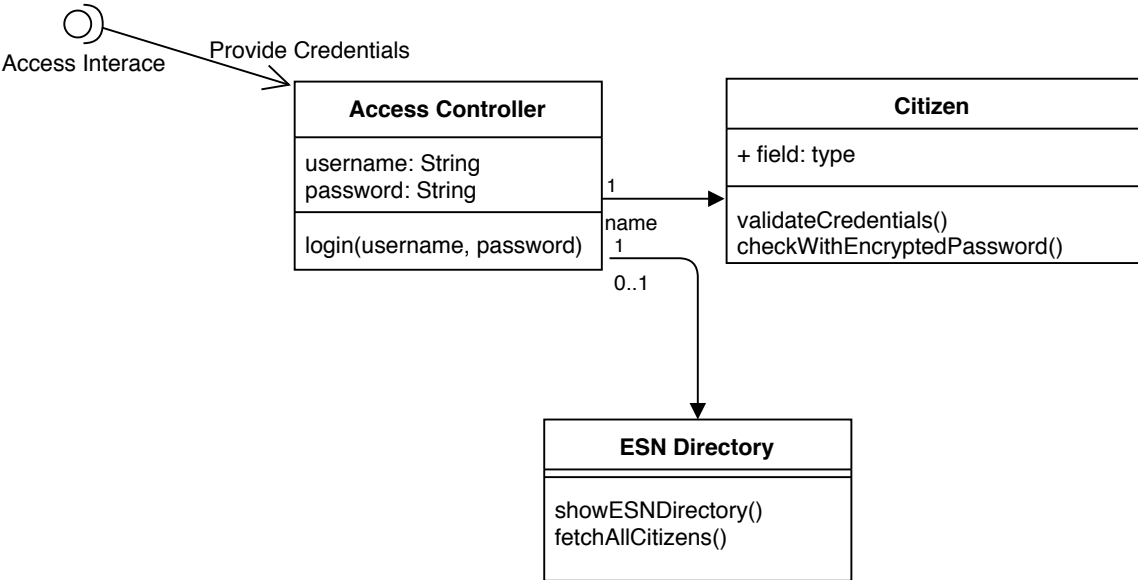 Provide Credentials
Access Interace
Access Controller
username: String
password: String
login(username, password)
Citizen
+ field: type
validateCredentials()
checkWithEncryptedPassword()
1
name
1
0..1
ESN Directory
showESNDirectory()
fetchAllCitizens()